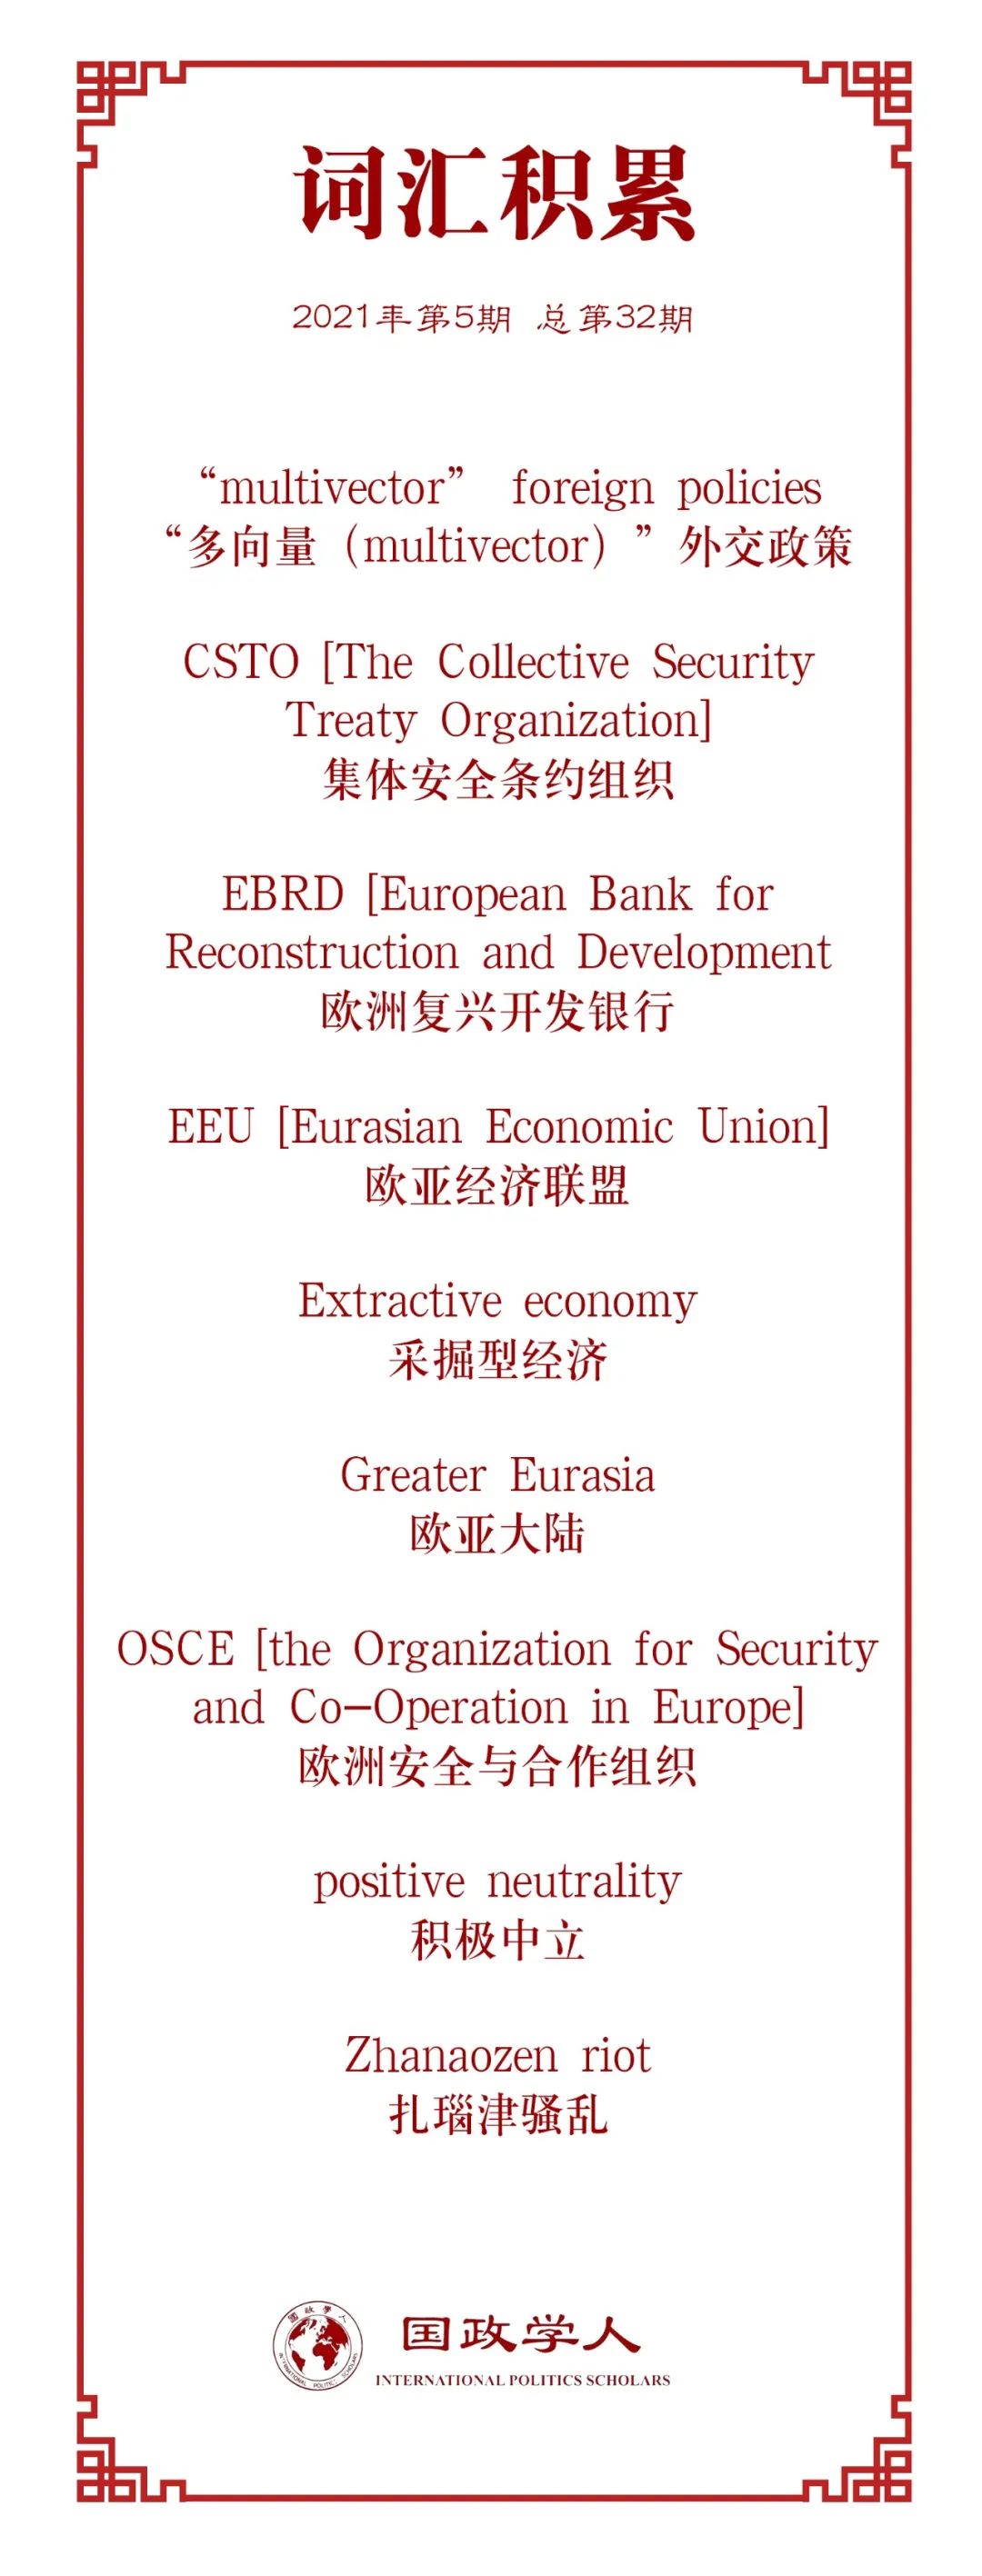 词汇积累
2021年第5期 总第32期
“multivector” foreign policies
“多向量（multivector）”外交政策
CSTO [The Collective Security
Treaty Organization]
集体安全条约组织
EBRD [European Bank for
Reconstruction and Development
欧洲复兴开发银行
EEU [Eurasian Economic Union]
欧亚经济联盟
Extractive economy
采掘型经济
Greater Eurasia
欧亚大陆
OSCE [the Organization for Security
and Co-Operation in Europe]
欧洲安全与合作组织
positive neutrality
积极中立
Zhanaozen riot
扎瑙津骚乱
國政學人
INTERNATIONAL POLITICS SCHOLARS
国政学人
INTERNATIONAL POLITICS SCHOLARS